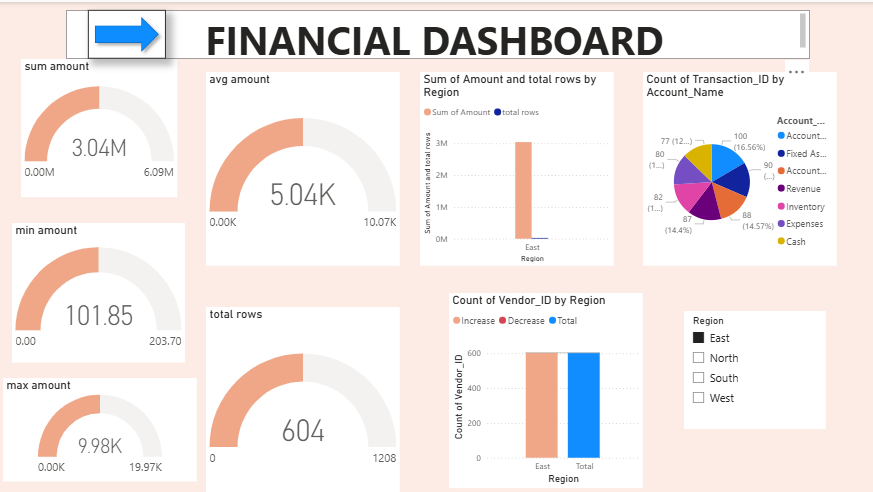 FINANCIAL DASHBOARD
sum amount
3.04M
0.00M
6.09M
avg amount
5.04K
0.00K
10.07K
Sum of Amount and total rows by
Region
Sum of Amount total rows
Sum of Amount and total rows
3M
2M
1M
0M
East
Region
Count of Transaction_ID by
Account_Name
77 (12...)
100
(16.56%)
80
(1...)
90
(...)
82
(1...)
88
(14.57%)
87
(14.4%)
Account_...
Account...
Fixed As...
Account...
Revenue
Inventory
Expenses
Cash
min amount
101.85
0.00
203.70
total rows
604
0
1208
Count of Vendor_ID by Region
Increase Decrease Total
Count of Vendor_ID
600
400
200
0
East Total
Region
Region
East
North
South
West
max amount
9.98K
0.00K
19.97K